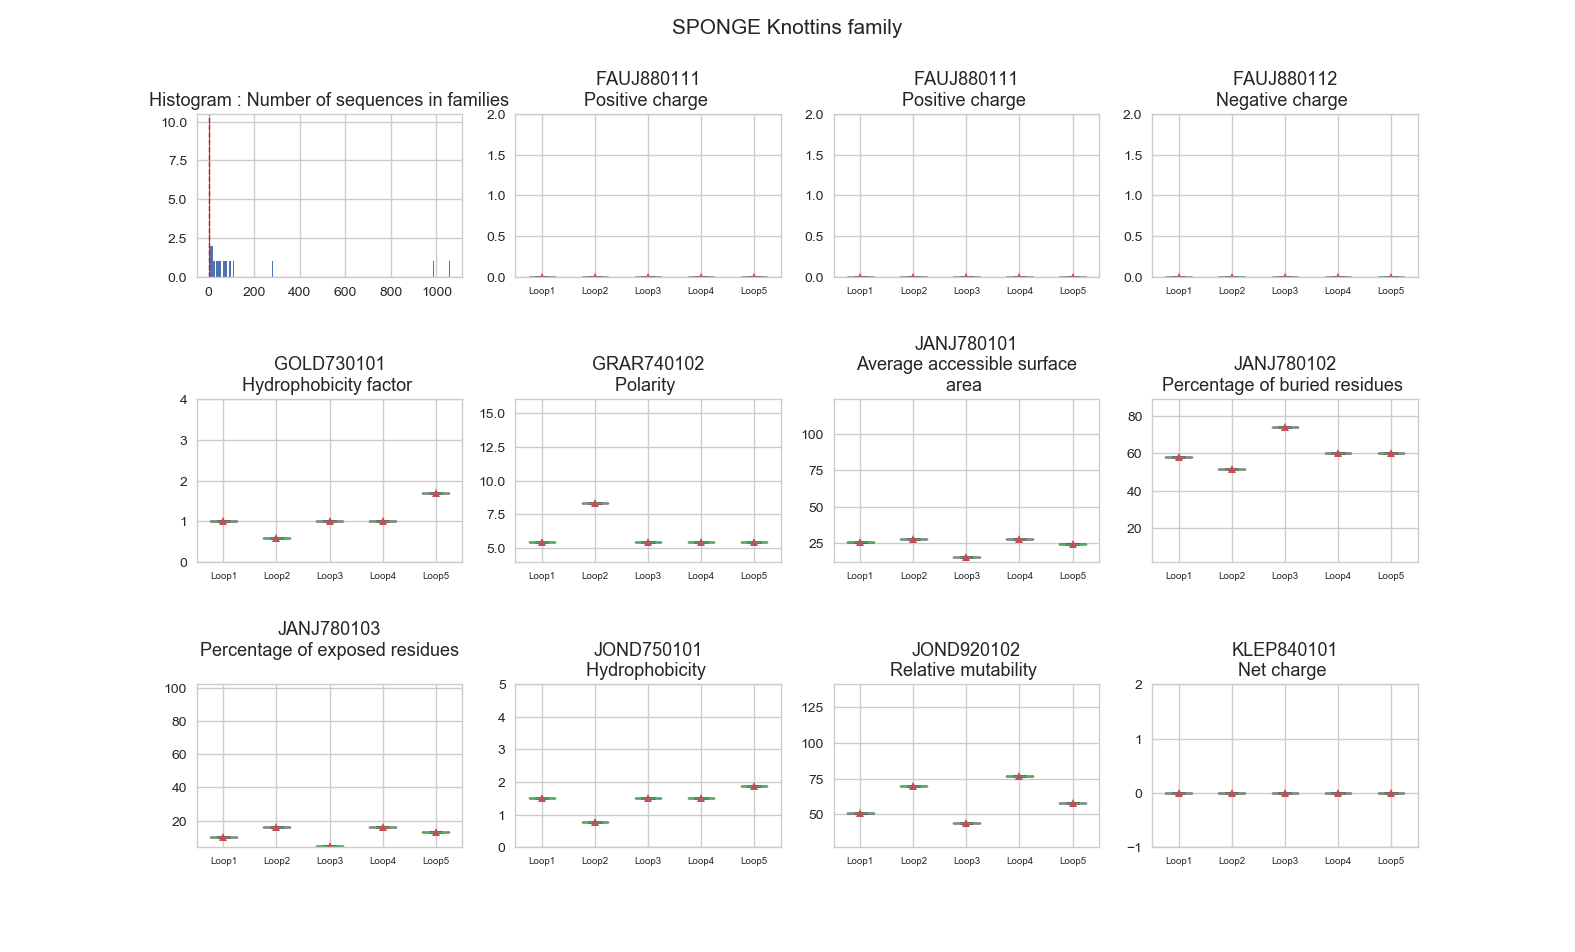 SPONGE Knottins family
Histogram : Number of sequences in families
10.0
7.5
5.0
2.5
0.0
0 200 400 600 800 1000
FAUJ880111
Positive charge
2.0
1.5
1.0
0.5
0.0
Loop1 Loop2 Loop3 Loop4 Loop5
FAUJ880111
Positive charge
2.0
1.5
1.0
0.5
0.0
Loop1 Loop2 Loop3 Loop4 Loop5
FAUJ880112
Negative charge
2.0
1.5
1.0
0.5
0.0
Loop1 Loop2 Loop3 Loop4 Loop5
GOLD730101
Hydrophobicity factor
4
3
2
1
0
Loop1 Loop2 Loop3 Loop4 Loop5
GRAR740102
Polarity
15.0
12.5
10.0
7.5
5.0
Loop1 Loop2 Loop3 Loop4 Loop5
JANJ780101
Average accessible surface
area
100
75
50
25
Loop1 Loop2 Loop3 Loop4 Loop5
JANJ780102
Percentage of buried residues
80
60
40
20
Loop1 Loop2 Loop3 Loop4 Loop5
JANJ780103
Percentage of exposed residues
100
80
60
40
20
Loop1 Loop2 Loop3 Loop4 Loop5
JOND750101
Hydrophobicity
5
4
3
2
1
0
Loop1 Loop2 Loop3 Loop4 Loop5
JOND920102
Relative mutability
125
100
75
50
Loop1 Loop2 Loop3 Loop4 Loop5
KLEP840101
Net charge
2
1
0
−1
Loop1 Loop2 Loop3 Loop4 Loop5